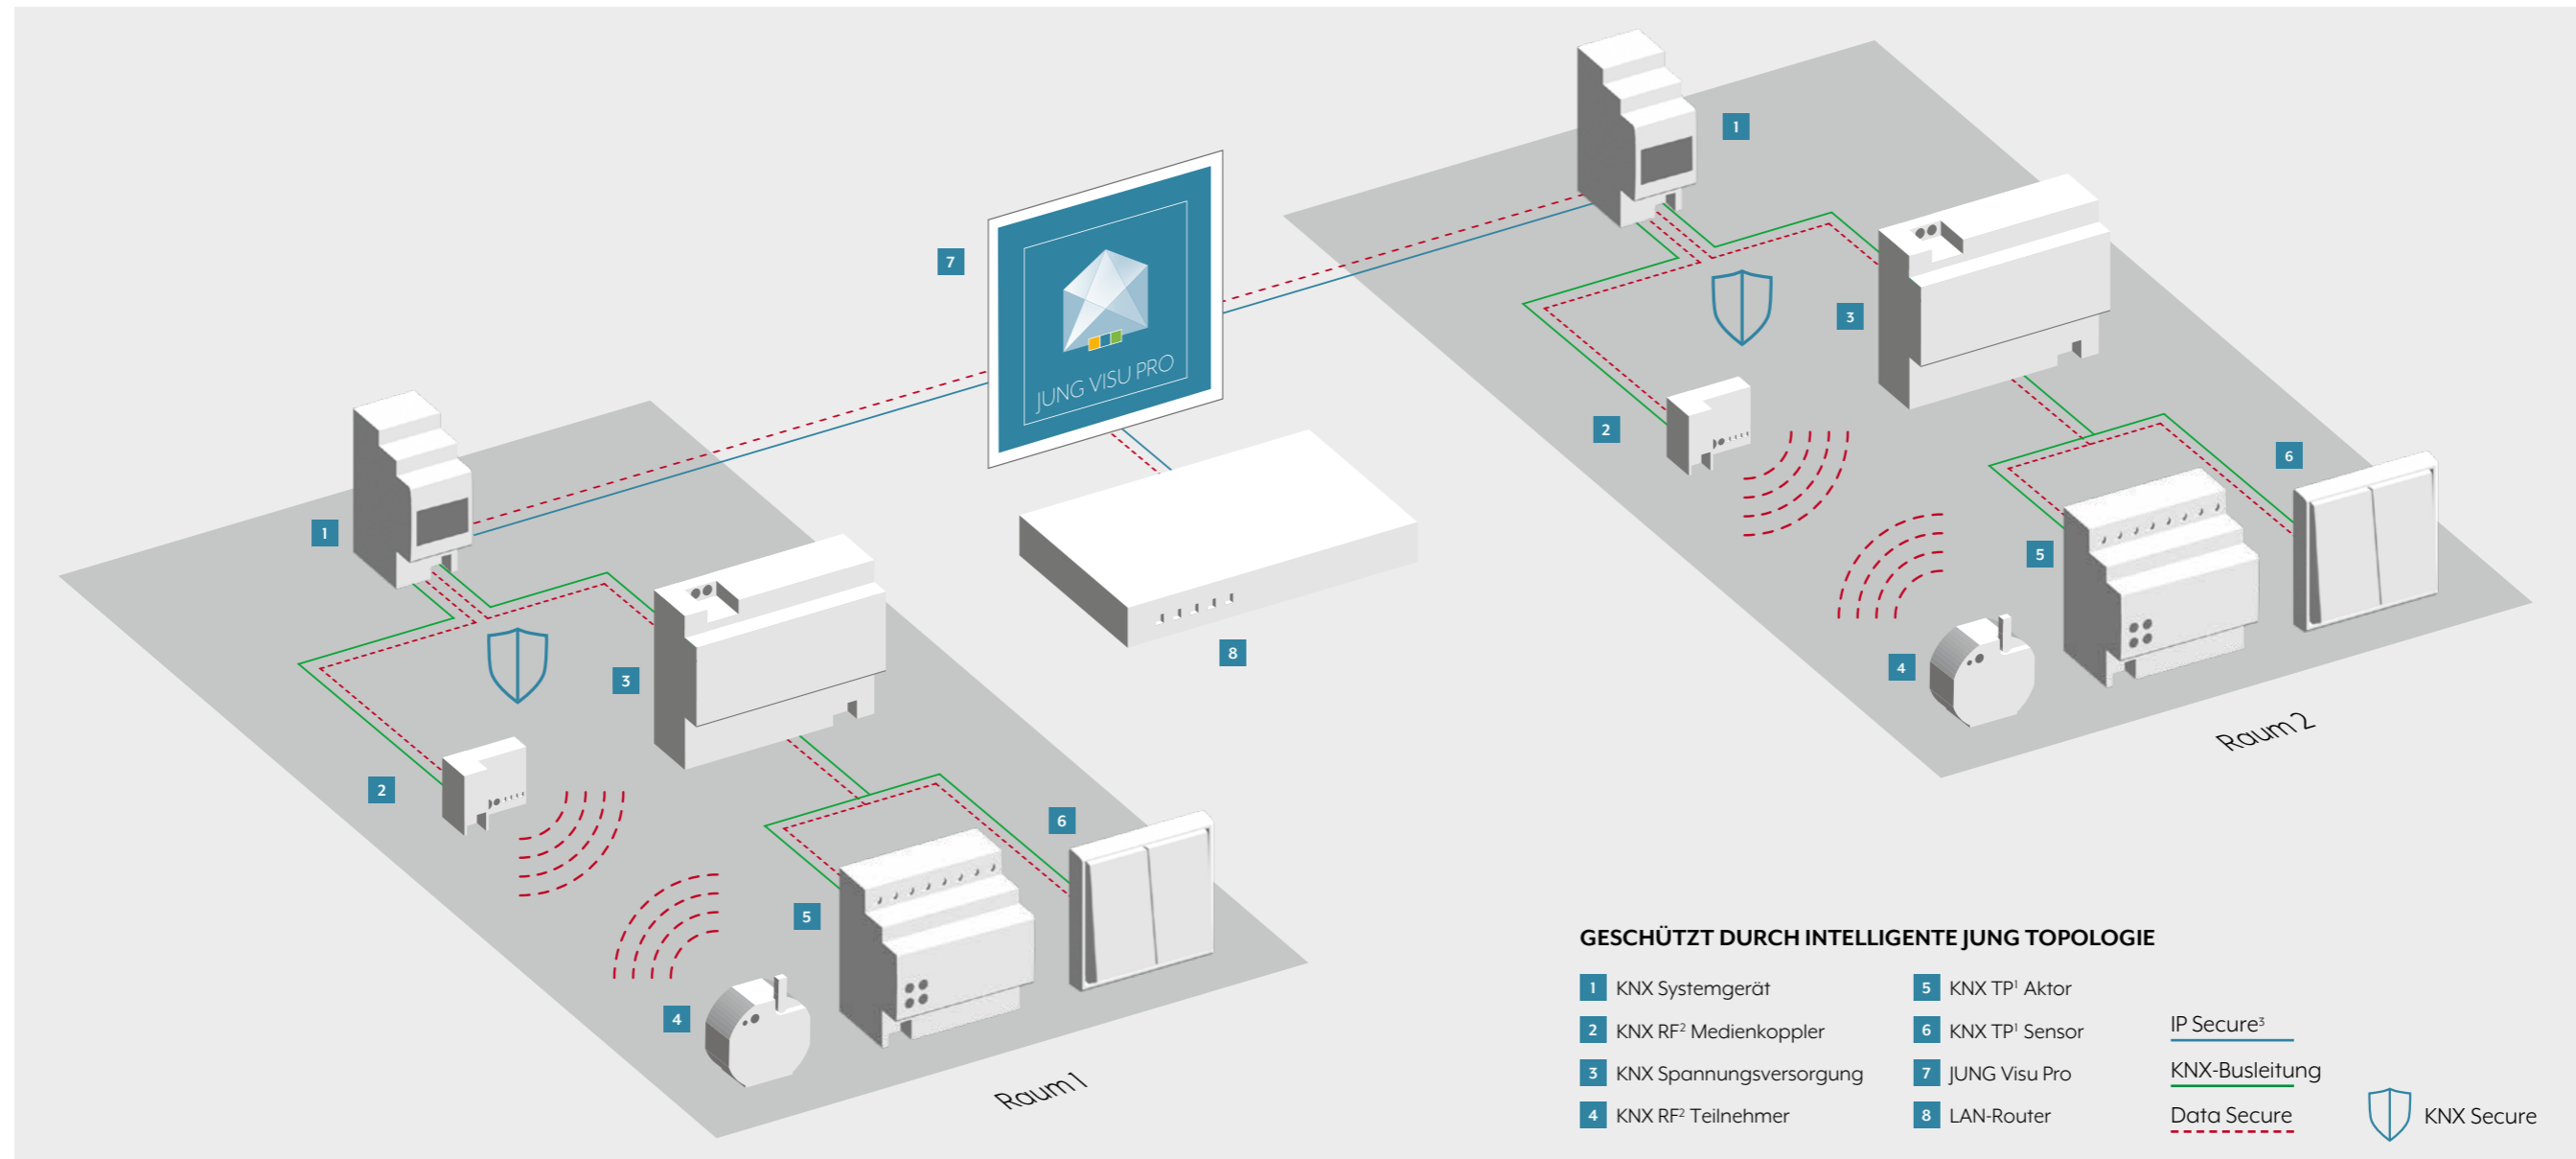 1
7
3
2
6
5
4
Raum 2
JUNG VISU PRO
1
8
3
2
6
5
4
Raum 1
GESCHÜTZT DURCH INTELLIGENTE JUNG TOPOLOGIE
1 KNX Systemgerät
2 KNX RF² Medienkoppler
3 KNX Spannungsversorgung
4 KNX RF² Teilnehmer
5 KNX TP¹ Aktor
6 KNX TP¹ Sensor
7 JUNG Visu Pro
8 LAN-Router
IP Secure³
KNX-Busleitung
Data Secure
KNX Secure